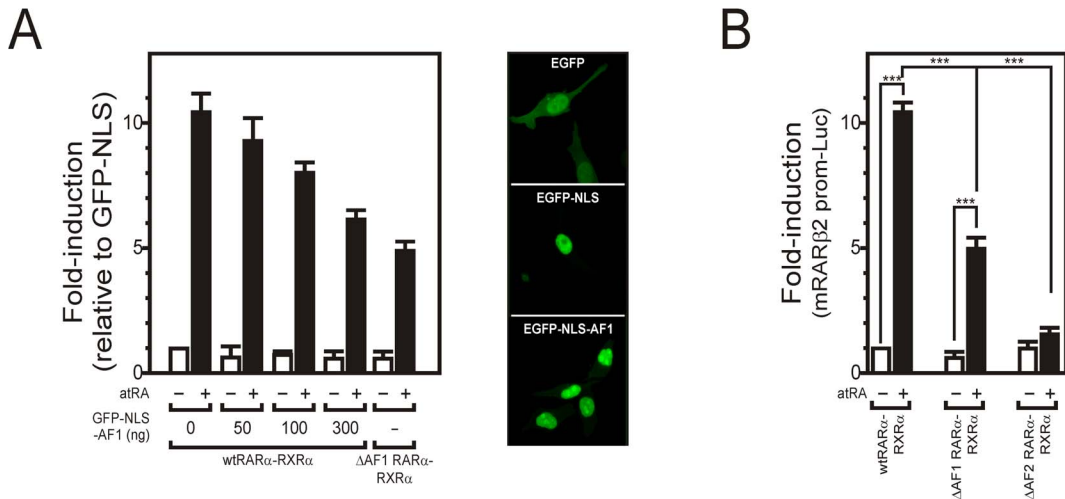 A
Fold-induction
(relative to GFP-NLS)
10
5
0
atRA
− + − + − + − + − +
GFP-NLS
-AF1 (ng)
0 50 100 300 −
wtRARα-RXRα
ΔAF1 RARα-
RXRα
EGFP
EGFP-NLS
EGFP-NLS-AF1
B
Fold-induction
(mRARβ2 prom-Luc)
10
5
0
*** ***
***
***
atRA
− + − + − +
wtRARα-
RXRα
ΔAF1 RARα-
RXRα
ΔAF2 RARα-
RXRα